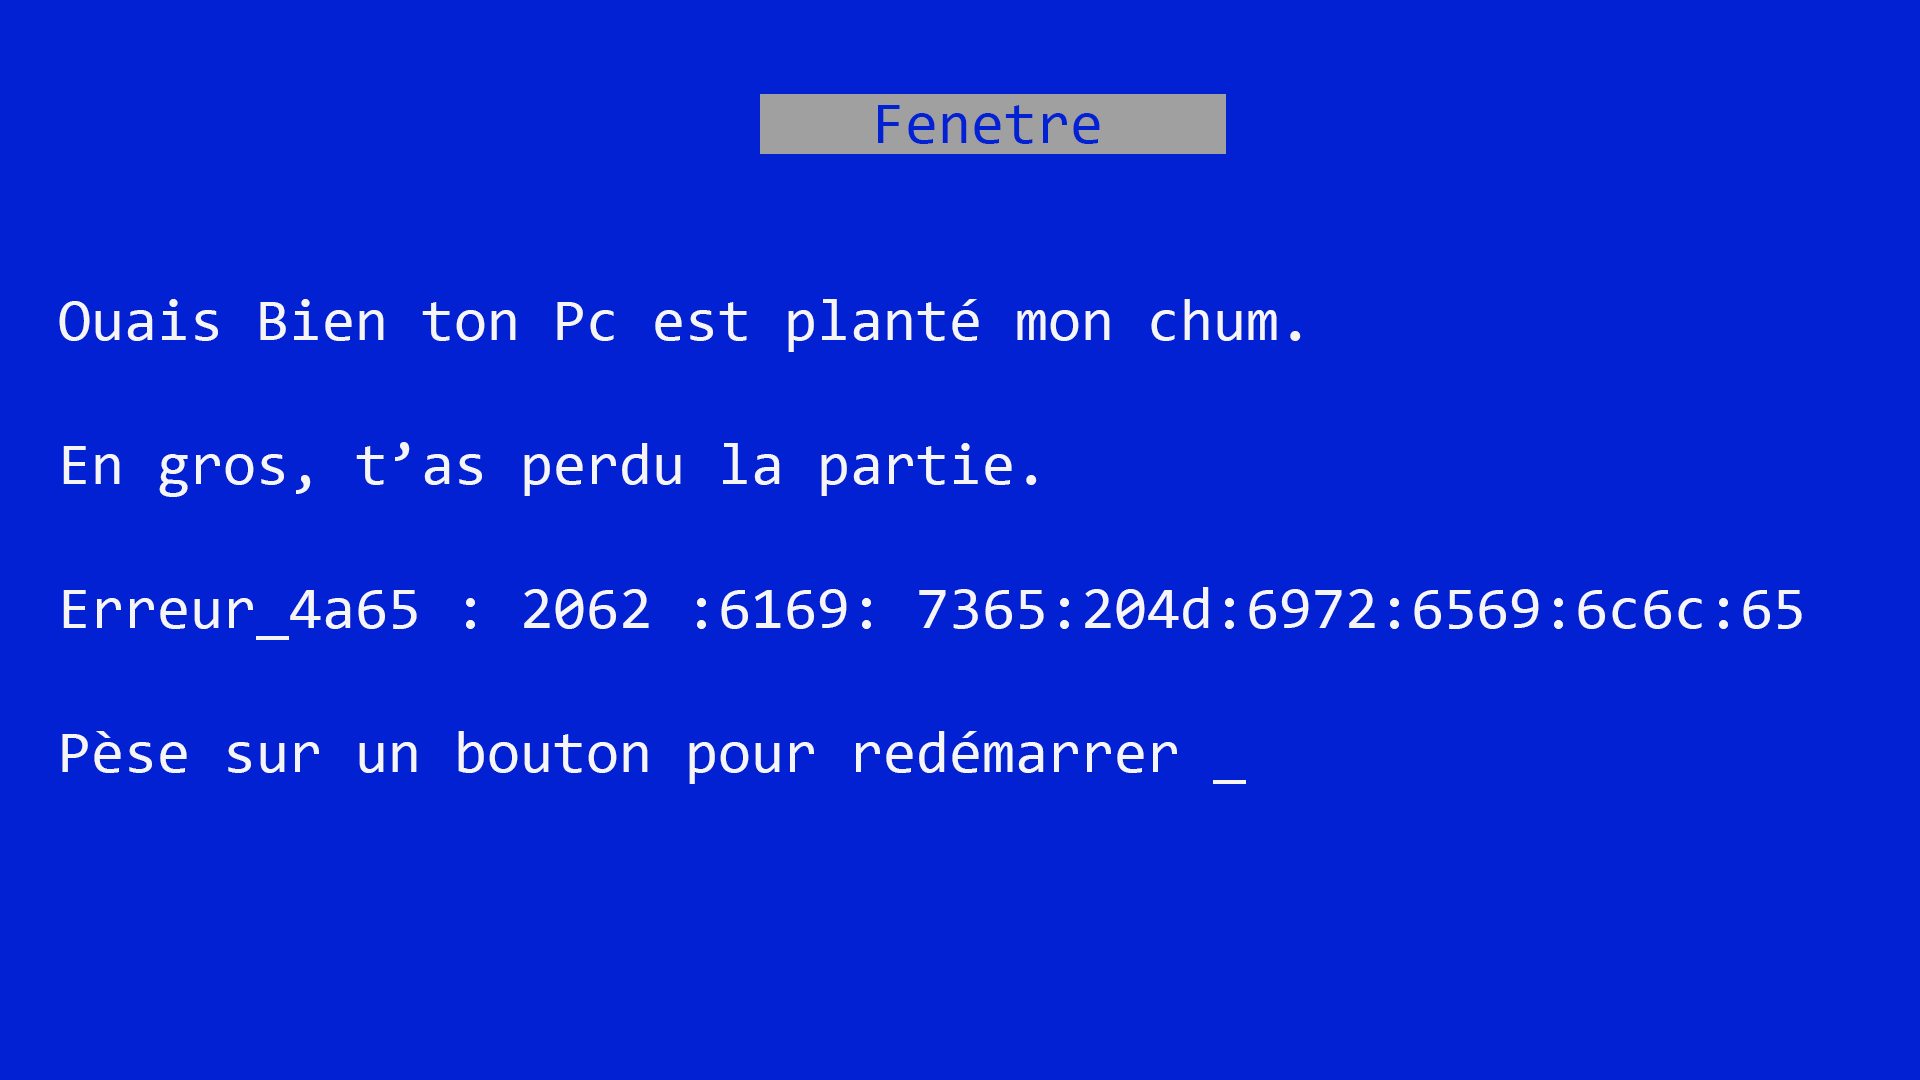 Fenetre
Ouais Bien ton Pc est planté mon chum.
En gros, t’as perdu la partie.
Erreur_4a65 : 2062 :6169: 7365:204d:6972:6569:6c6c:65
Pèse sur un bouton pour redémarrer _